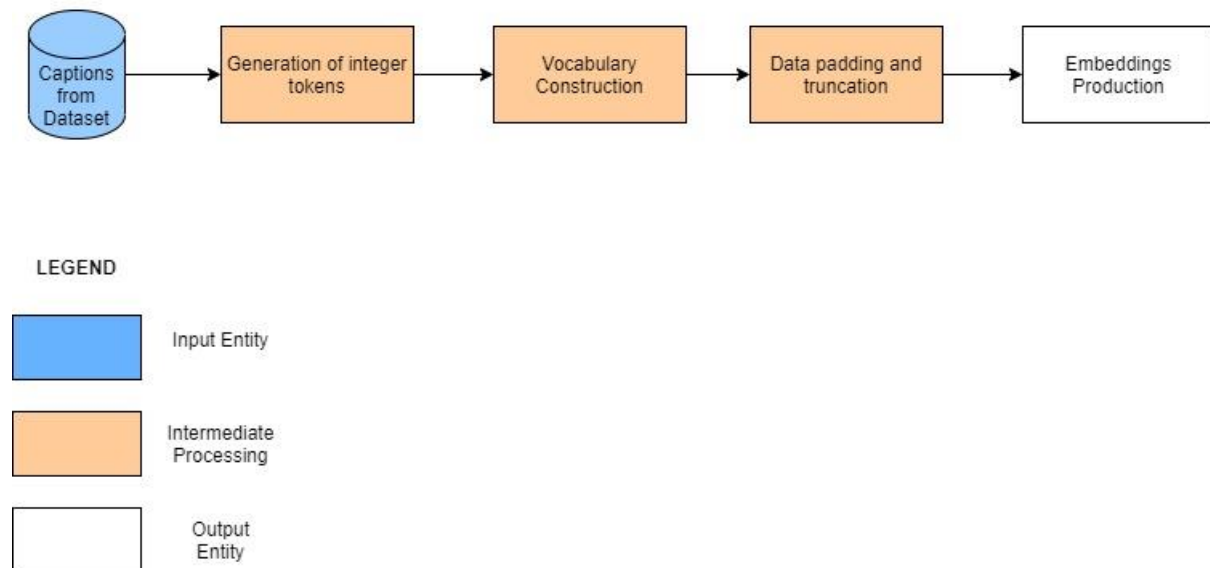 Captions
from
Dataset
Generation of integer
tokens
Vocabulary
Construction
Data padding and
truncation
Embeddings
Production
LEGEND
Input Entity
Intermediate
Processing
Output
Entity